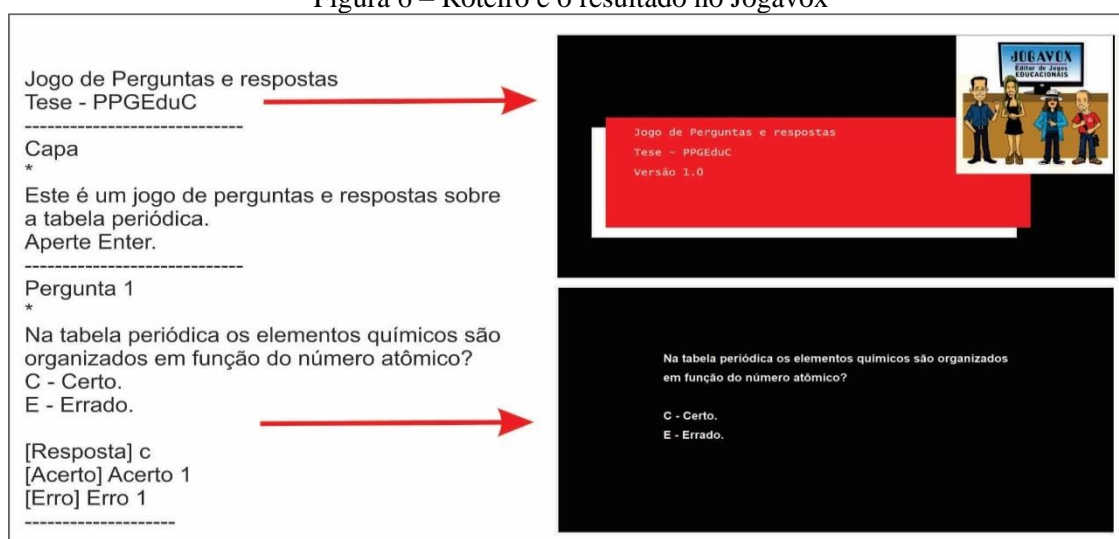 Figura 6 – Roteiro e o resultado no Jogavox
Jogo de Perguntas e respostas
Tese - PPGEduC
-----------------------------
Capa
*
Este é um jogo de perguntas e respostas sobre
a tabela periódica.
Aperte Enter.
-----------------------------
Pergunta 1
*
Na tabela periódica os elementos químicos são
organizados em função do número atômico?
C - Certo.
E - Errado.
[Resposta] c
[Acerto] Acerto 1
[Erro] Erro 1
--------------------
JOGAVOX
Editor de Jogos
EDUCACIONAIS
Jogo de Perguntas e respostas
Tese - PPGEduC
Versão 1.0
Na tabela periódica os elementos químicos são organizados
em função do número atômico?
C - Certo.
E - Errado.